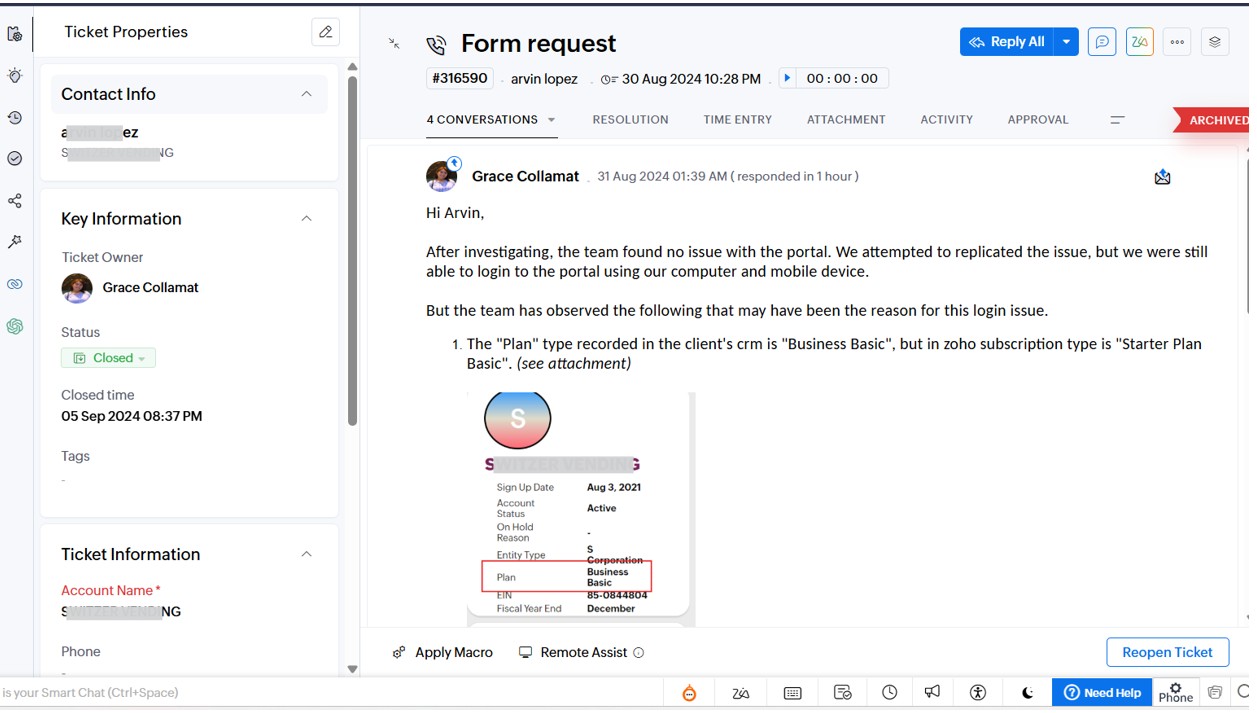 Ticket Properties
Contact Info
Key Information
Ticket Owner
Grace Collamat
Status
Closed
Closed time
05 Sep 2024 08:37 PM
Tags
-
Ticket Information
Account Name *
Phone
-
Form request
Reply All
#316590 . arvin lopez . 30 Aug 2024 10:28 PM . 00 : 00 : 00
4 CONVERSATIONS RESOLUTION TIME ENTRY ATTACHMENT ACTIVITY APPROVAL
ARCHIVED
Grace Collamat . 31 Aug 2024 01:39 AM ( responded in 1 hour )
Hi Arvin,
After investigating, the team found no issue with the portal. We attempted to replicated the issue, but we were still
able to login to the portal using our computer and mobile device.
But the team has observed the following that may have been the reason for this login issue.
1. The "Plan" type recorded in the client's crm is "Business Basic", but in zoho subscription type is "Starter Plan
Basic". (see attachment)
S
Sign Up Date Aug 3, 2021
Account
Status
Active
On Hold
Reason
-
Entity Type
S
Corporation
Plan
Business
Basic
EIN 85-0844804
Fiscal Year End December
Apply Macro Remote Assist
Reopen Ticket
is your Smart Chat (Ctrl+Space)
Need Help
Phone